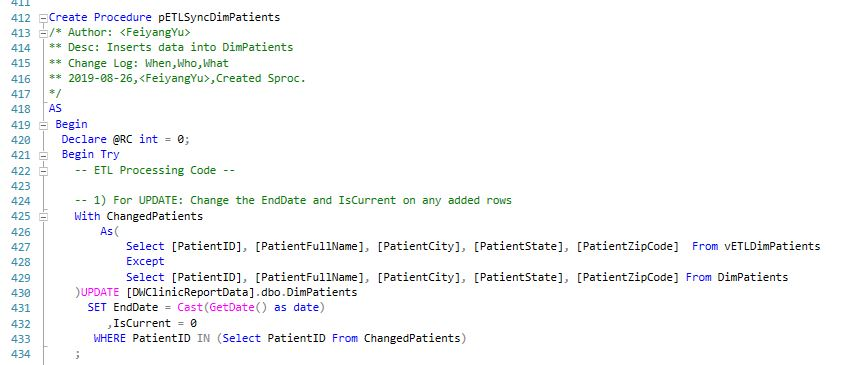 411
412 Create Procedure pETLSyncDimPatients
413 /* Author: <FeiyangYu>
414 ** Desc: Inserts data into DimPatients
415 ** Change Log: When,Who,What
416 ** 2019-08-26,<FeiyangYu>,Created Sproc.
417 */
418 AS
419 Begin
420 Declare @RC int = 0;
421 Begin Try
422 -- ETL Processing Code --
423
424 -- 1) For UPDATE: Change the EndDate and IsCurrent on any added rows
425 With ChangedPatients
426 As(
427 Select [PatientID], [PatientFullName], [PatientCity], [PatientState], [PatientZipCode] From vETLDimPatients
428 Except
429 Select [PatientID], [PatientFullName], [PatientCity], [PatientState], [PatientZipCode] From DimPatients
430 )UPDATE [DWClinicReportData].dbo.DimPatients
431 SET EndDate = Cast(GetDate() as date)
432 ,IsCurrent = 0
433 WHERE PatientID IN (Select PatientID From ChangedPatients)
434 ;